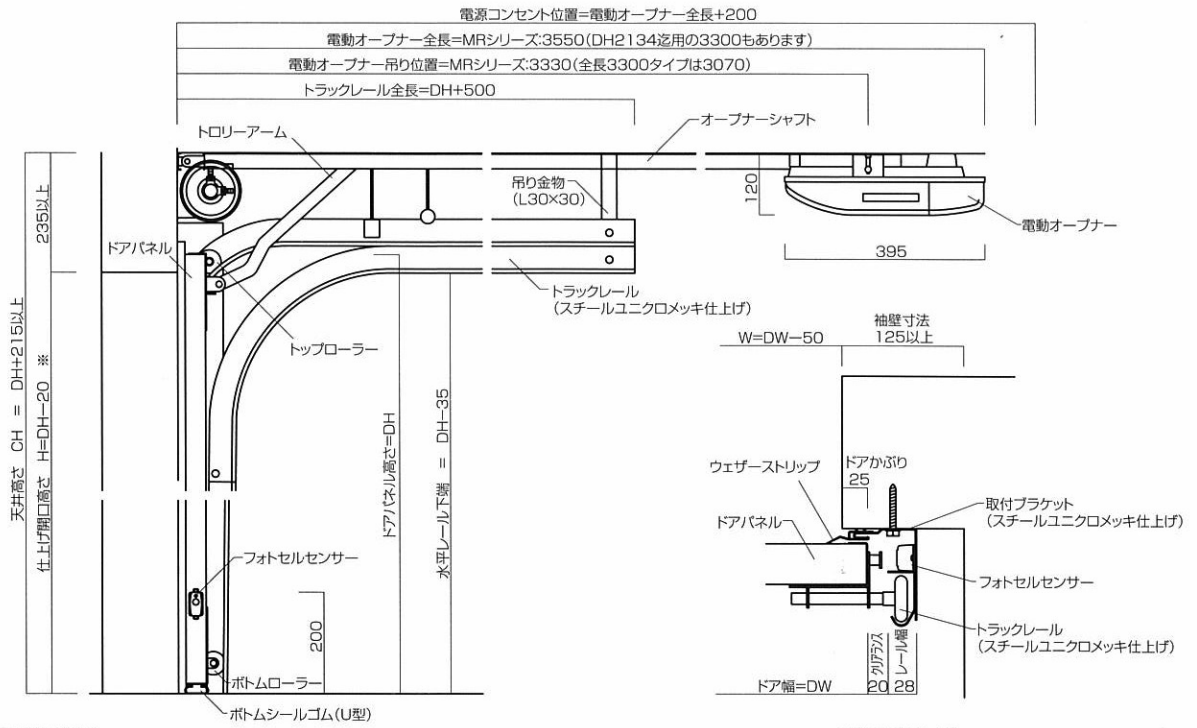 電源コンセント位置=電動オープナー全長+200
電動オープナー全長=MRシリーズ:3550(DH2134迄用の3300もあります)
電動オープナー吊り位置=MRシリーズ:3330(全長3300タイプは3070)
トラックレール全長=DH+500
トロリーアーム
オープナーシャフト
吊り金物
(L30×30)
120
電動オープナー
395
235以上
ドアパネル
トラックレール
(スチールユニクロメッキ仕上げ)
トップローラー
天井高さ CH = DH+215以上
仕上げ開口高さ H=DH-20 ※
ドアパネル高さ=DH
水平レール下端 = DH-35
フォトセルセンサー
200
ボトムローラー
ボトムシールゴム(U型)
袖壁寸法
W=DW-50
125以上
ウェザーストリップ
ドアかぶり
25
ドアパネル
取付ブラケット
(スチールユニクロメッキ仕上げ)
フォトセルセンサー
トラックレール
(スチールユニクロメッキ仕上げ)
クリアランス
レール幅
ドア幅=DW
20
28